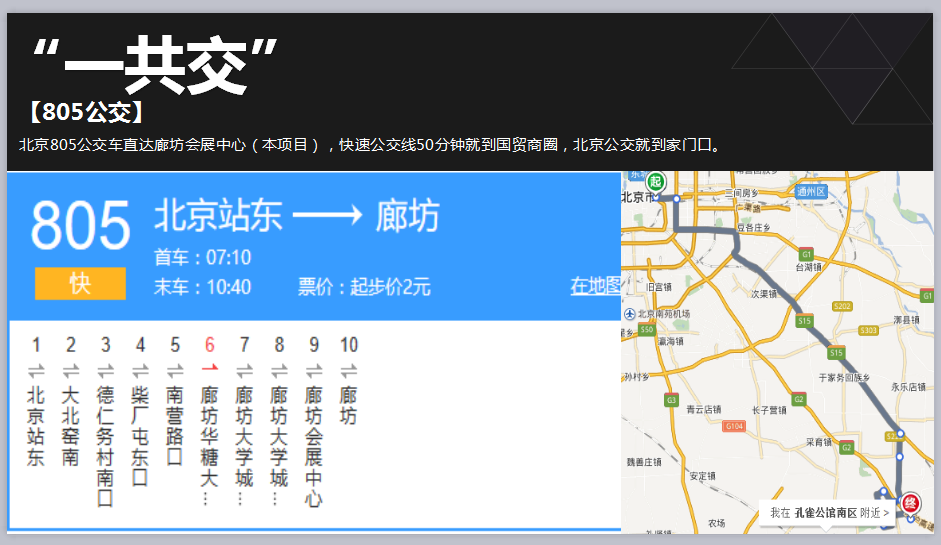 “一共交”
【805公交】
北京805公交车直达廊坊会展中心（本项目），快速公交线50分钟就到国贸商圈，北京公交就到家门口。
805
快
北京站东 → 廊坊
首车：07:10
末车：10:40 票价：起步价2元 在地图
1 2 3 4 5 6 7 8 9 10
北京站东
大北窑南
德仁务村南口
柴厂屯东口
南营路口
廊坊华糖大…
廊坊大学城…
廊坊大学城…
廊坊会展中心
廊坊
起
北京市
三间房乡
通州区
豆各庄乡
G1
台湖镇
旧宫镇
次渠镇
G1
S202
北京南苑机场
S15
S50
S303
漷县镇
瀛海镇
S15
孙村乡
于家务回族乡
永乐店镇
G3
G2
青云店镇
长子营镇
G104
采育镇
G2
魏善庄镇
安定镇
终
我在 孔雀公馆南区 附近 >
农场